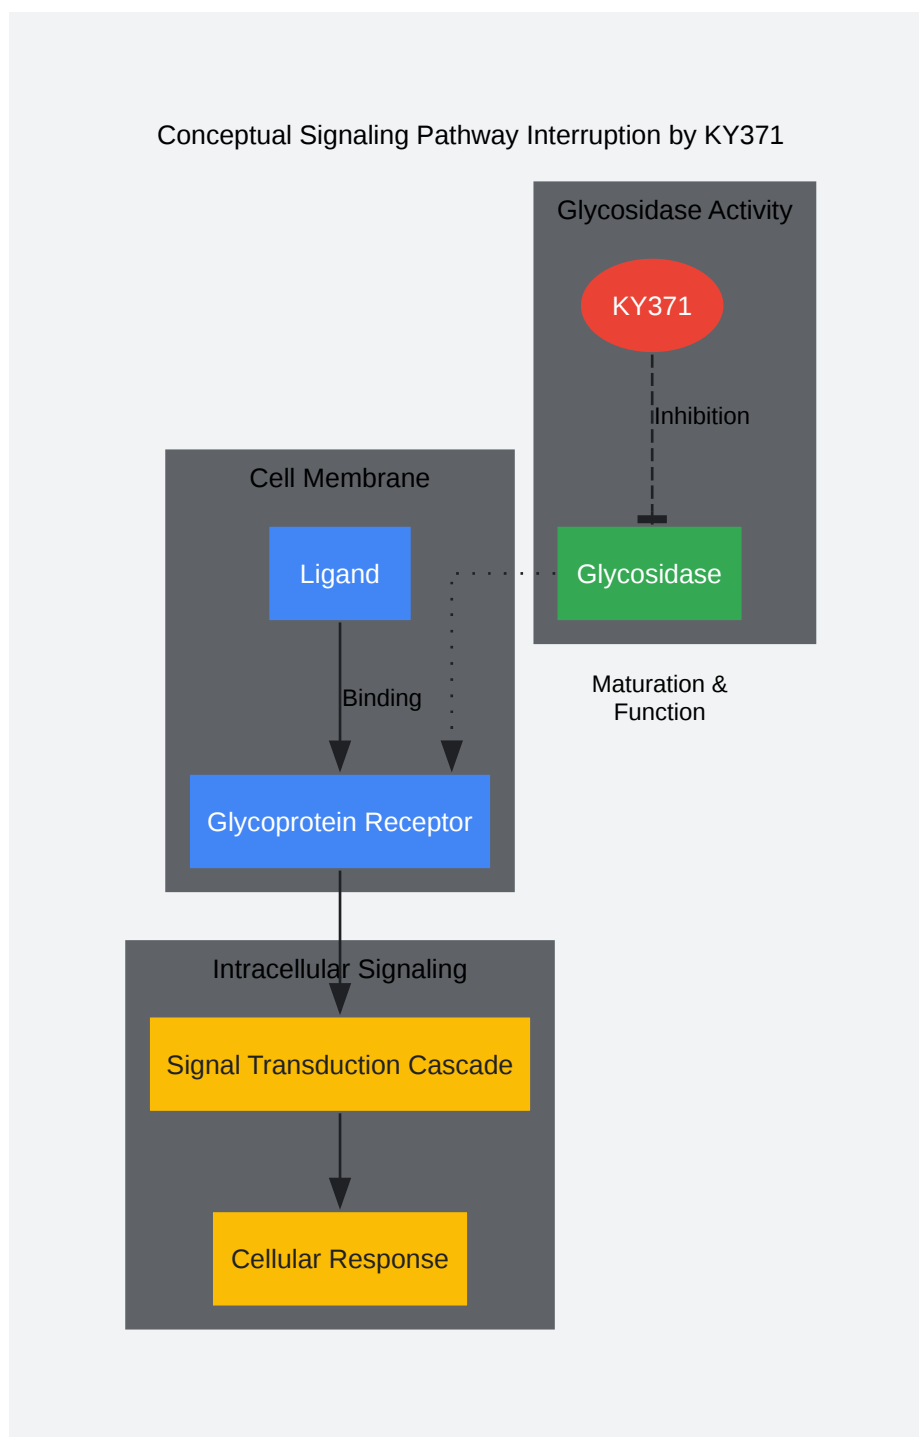 Conceptual Signaling Pathway Interruption by KY371
Glycosidase Activity
KY371
Inhibition
Cell Membrane
Ligand
Glycosidase
Binding
Maturation &
Function
Glycoprotein Receptor
Intracellular Signaling
Signal Transduction Cascade
Cellular Response